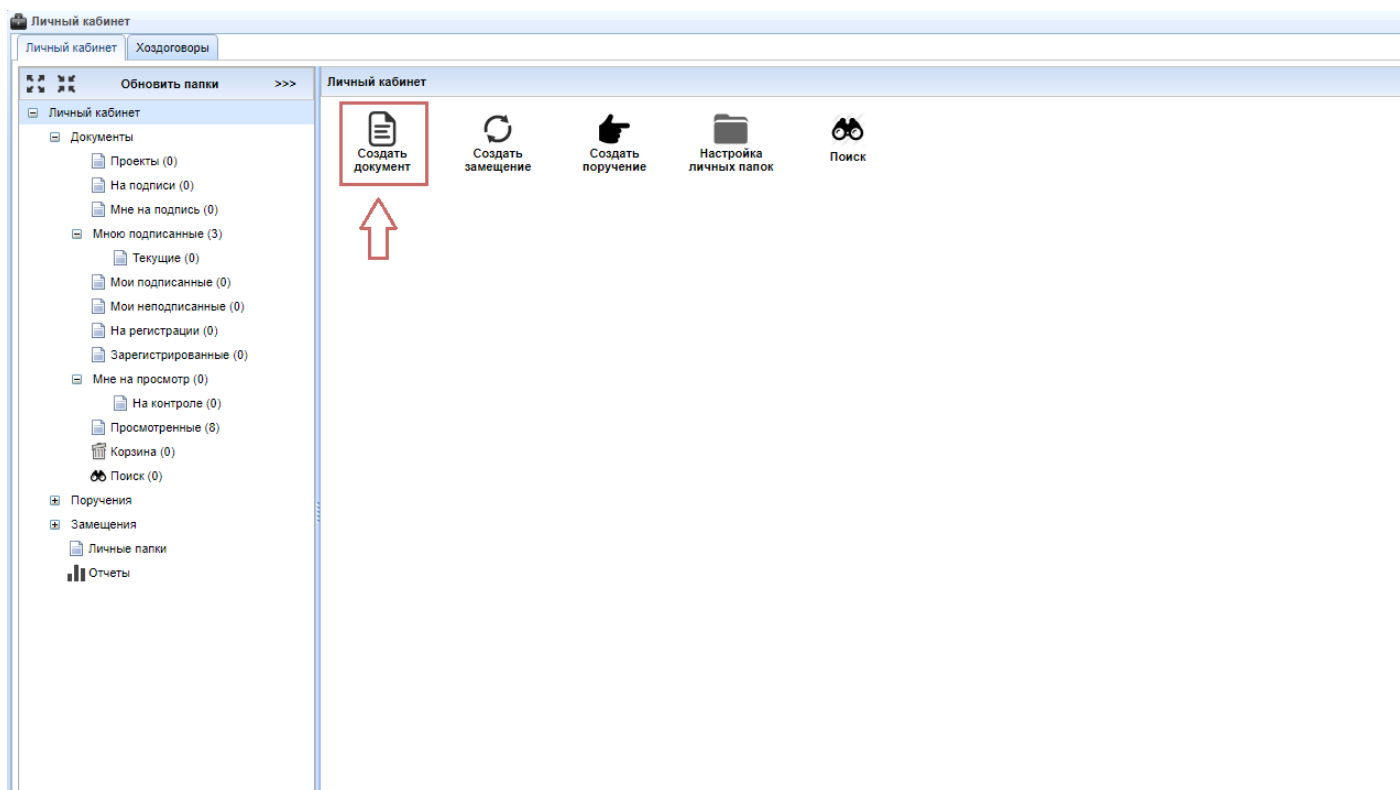 Личный кабинет
Личный кабинет
Хоздоговоры
Обновить папки
>>>
Личный кабинет
Документы
Проекты (0)
На подписи (0)
Мне на подпись (0)
Мною подписанные (3)
Текущие (0)
Мои подписанные (0)
Мои неподписанные (0)
На регистрации (0)
Зарегистрированные (0)
Мне на просмотр (0)
На контроле (0)
Просмотренные (8)
Корзина (0)
Поиск (0)
Поручения
Замещения
Личные папки
Отчеты
Личный кабинет
Создать
документ
Создать
замещение
Создать
поручение
Настройка
личных папок
Поиск